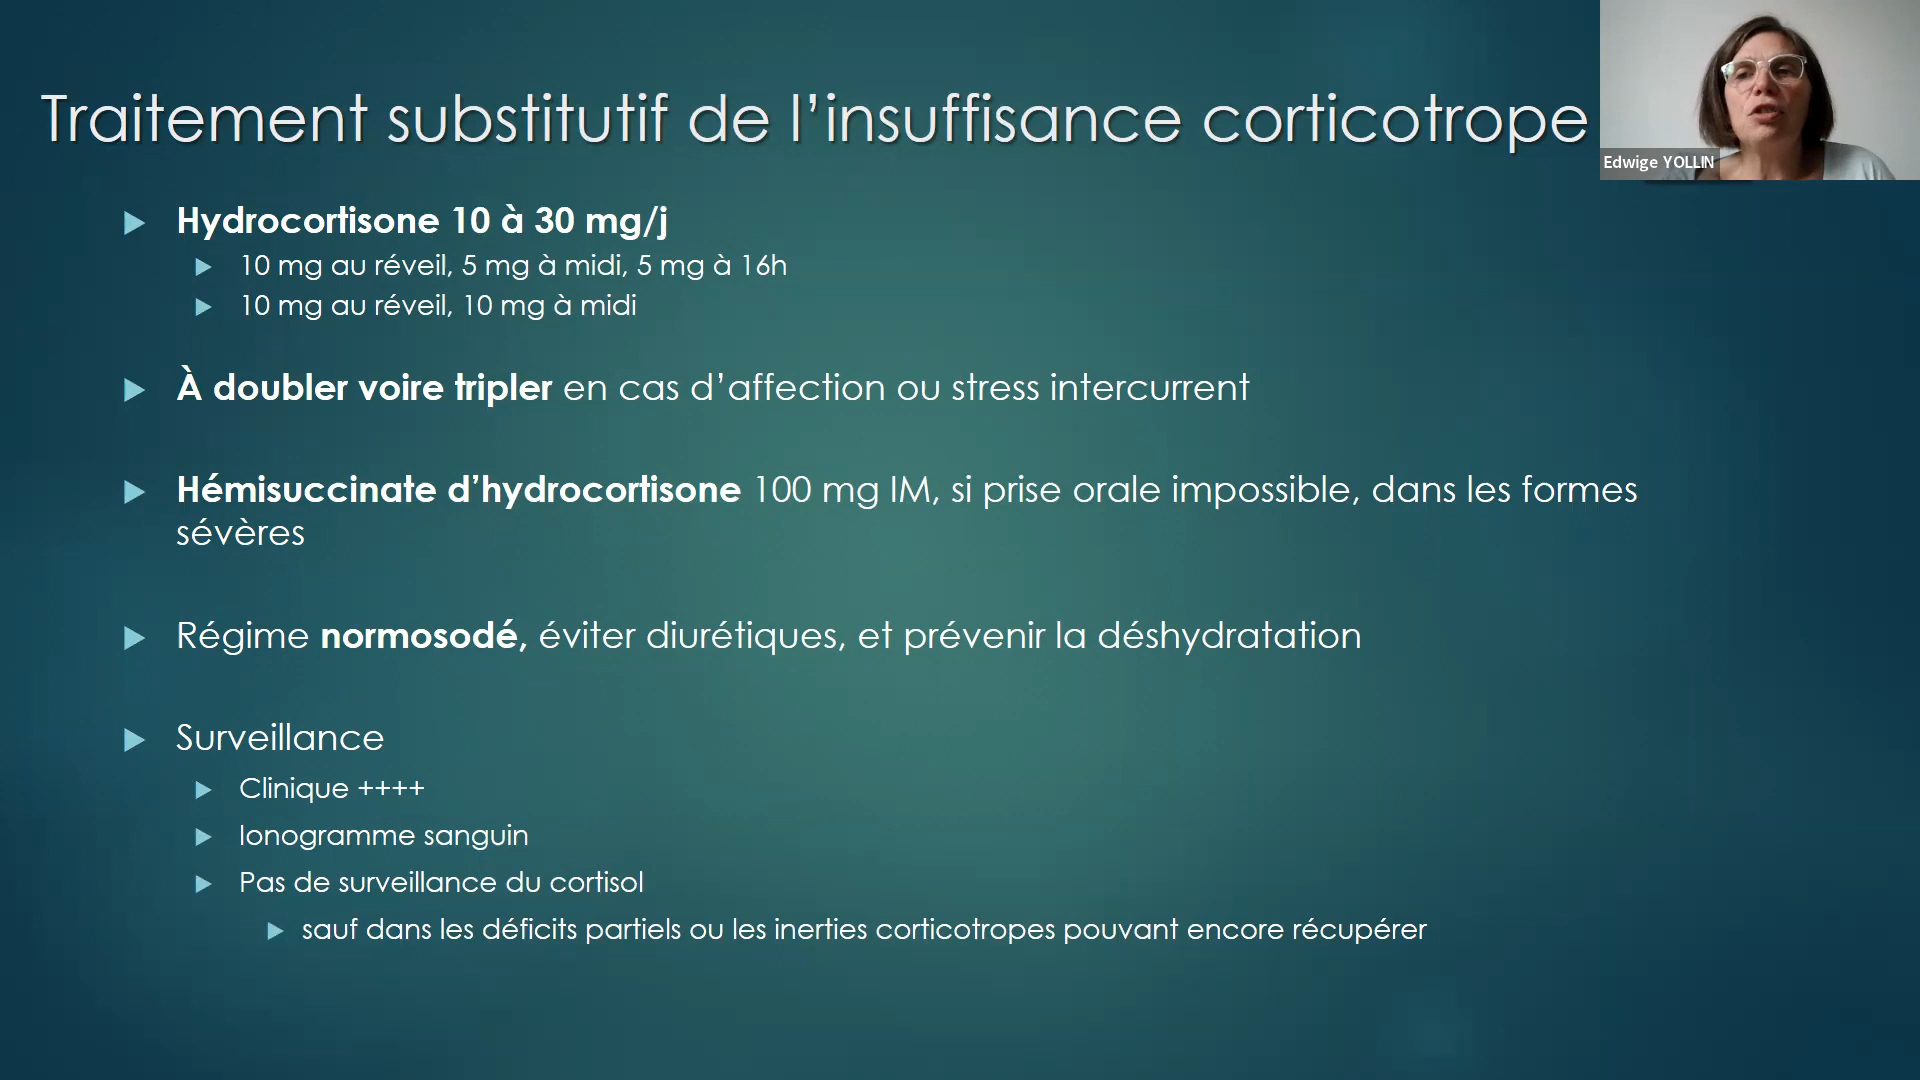 Traitement substitutif de l’insuffisance corticotrope
Edwige YOLLIN
Hydrocortisone 10 à 30 mg/j
10 mg au réveil, 5 mg à midi, 5 mg à 16h
10 mg au réveil, 10 mg à midi
À doubler voire tripler en cas d’affection ou stress intercurrent
Hémisuccinate d’hydrocortisone 100 mg IM, si prise orale impossible, dans les formes
sévères
Régime normosodé, éviter diurétiques, et prévenir la déshydratation
Surveillance
Clinique ++++
Ionogramme sanguin
Pas de surveillance du cortisol
sauf dans les déficits partiels ou les inerties corticotropes pouvant encore récupérer